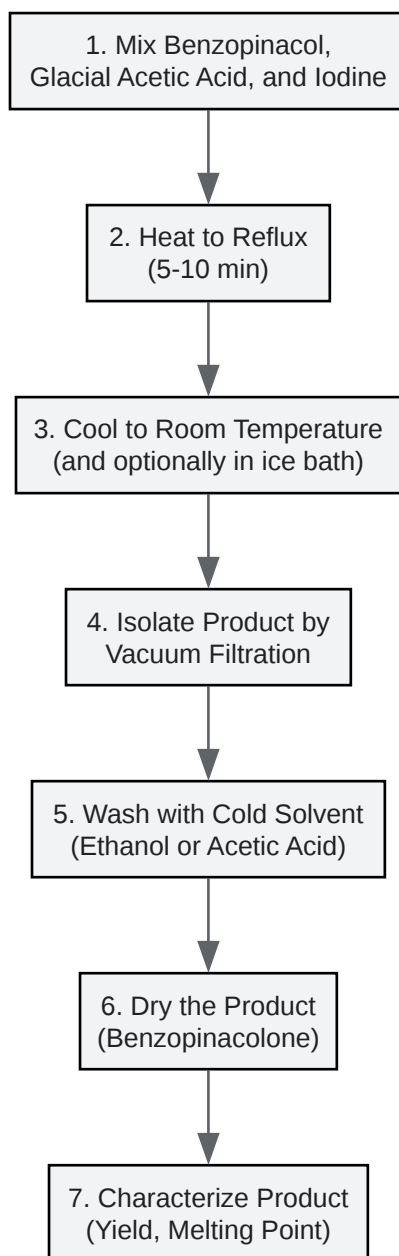 1. Mix Benzopinacol,
Glacial Acetic Acid, and Iodine
2. Heat to Reflux
(5-10 min)
3. Cool to Room Temperature
(and optionally in ice bath)
4. Isolate Product by
Vacuum Filtration
5. Wash with Cold Solvent
(Ethanol or Acetic Acid)
6. Dry the Product
(Benzopinacolone)
7. Characterize Product
(Yield, Melting Point)